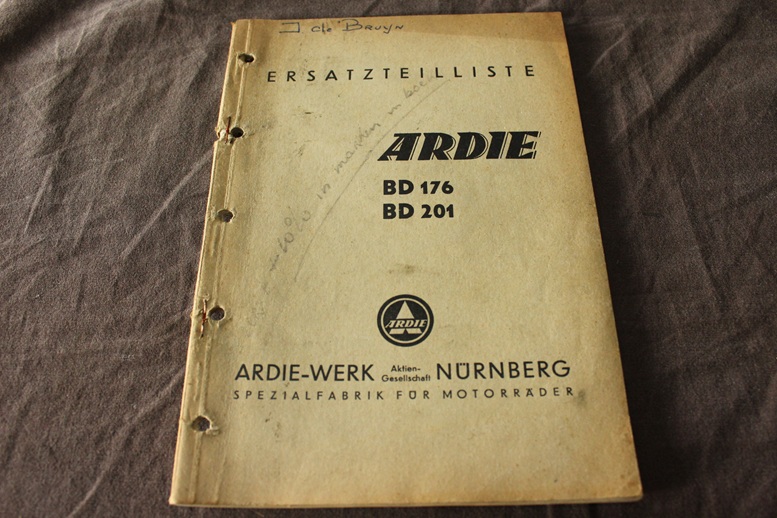 J de Bruyn
ERSATZTEILLISTE
ARDIE
BD 176
BD 201
ARDIE
ARDIE-WERK Aktien-Gesellschaft NÜRNBERG
SPEZIALFABRIK FÜR MOTORRÄDER